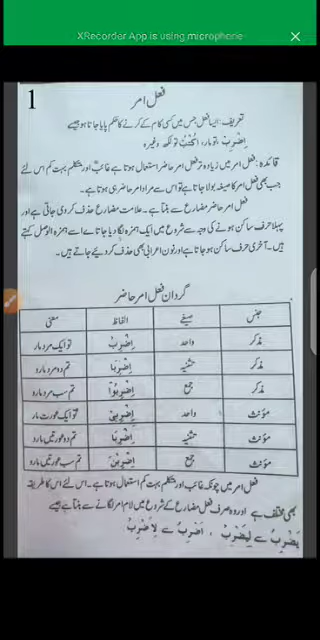 XRecorder App is using microphone
1
فعل امر
تعریف: ایسا فعل جس میں کسی کام کے کرنے کا حکم پایا جاتا ہو جیسے
اِضْرِبْ تو مار، اُكْتُبْ تو لکھ وغیرہ
قاعدہ: فعل امر میں زیادہ تر فعل امر حاضر استعمال ہوتا ہے غائب اور متکلم بہت کم اس لئے
جب بھی فعل امر کا صیغہ بولا جاتا ہے تو اس سے مراد امر حاضر ہی ہوتا ہے۔
فعل امر حاضر مضارع سے بنتا ہے۔ علامت مضارع حذف کر دی جاتی ہے اور
پہلا حرف ساکن ہونے کی وجہ سے شروع میں ایک ہمزہ لگا دیا جاتا ہے اسے ہمزۃ الوصل کہتے
ہیں۔ آخری حرف ساکن ہو جاتا ہے اور نون اعرابی بھی حذف کر دیئے جاتے ہیں۔
گردان فعل امر حاضر
جنس صیغے الفاظ معنی
مذکر واحد اِضْرِبْ تو ایک مرد مار
مذکر تثنیہ اِضْرِبَا تم دو مرد مارو
مذکر جمع اِضْرِبُوْا تم سب مرد مارو
مؤنث واحد اِضْرِبِیْ تو ایک عورت مار
مؤنث تثنیہ اِضْرِبَا تم دو عورتیں مارو
مؤنث جمع اِضْرِبْنَ تم سب عورتیں مارو
فعل امر میں چونکہ غائب اور متکلم بہت کم استعمال ہوتا ہے۔ اس لئے اس کا طریقہ
بھی مختلف ہے اور وہ صرف فعل مضارع کے شروع میں لام امر لگانے سے بنتا ہے جیسے
يَضْرِبُ سے لِيَضْرِبْ ، اَضْرِبُ سے لِاَضْرِبْ